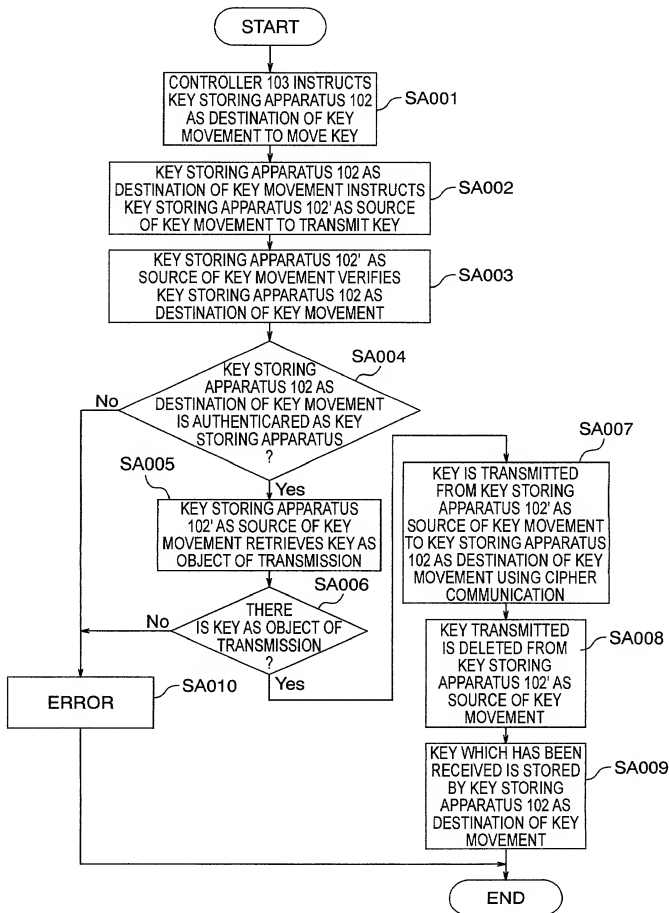 START
CONTROLLER 103 INSTRUCTS
KEY STORING APPARATUS 102
AS DESTINATION OF KEY
MOVEMENT TO MOVE KEY
SA001
KEY STORING APPARATUS 102 AS
DESTINATION OF KEY MOVEMENT INSTRUCTS
KEY STORING APPARATUS 102' AS SOURCE
OF KEY MOVEMENT TO TRANSMIT KEY
SA002
KEY STORING APPARATUS 102' AS
SOURCE OF KEY MOVEMENT VERIFIES
KEY STORING APPARATUS 102 AS
DESTINATION OF KEY MOVEMENT
SA003
SA004
KEY STORING
APPARATUS 102 AS
DESTINATION OF KEY MOVEMENT
IS AUTHENTICARED AS KEY
STORING APPARATUS
?
No
Yes
SA005
KEY STORING APPARATUS
102' AS SOURCE OF KEY
MOVEMENT RETRIEVES KEY AS
OBJECT OF TRANSMISSION
SA006
THERE
IS KEY AS OBJECT OF
TRANSMISSION
?
No
Yes
SA010
ERROR
SA007
KEY IS TRANSMITTED
FROM KEY STORING
APPARATUS 102' AS
SOURCE OF KEY MOVEMENT
TO KEY STORING APPARATUS
102 AS DESTINATION OF KEY
MOVEMENT USING CIPHER
COMMUNICATION
SA008
KEY TRANSMITTED
IS DELETED FROM
KEY STORING
APPARATUS 102' AS
SOURCE OF KEY
MOVEMENT
SA009
KEY WHICH HAS BEEN
RECEIVED IS STORED
BY KEY STORING
APPARATUS 102 AS
DESTINATION OF KEY
MOVEMENT
END